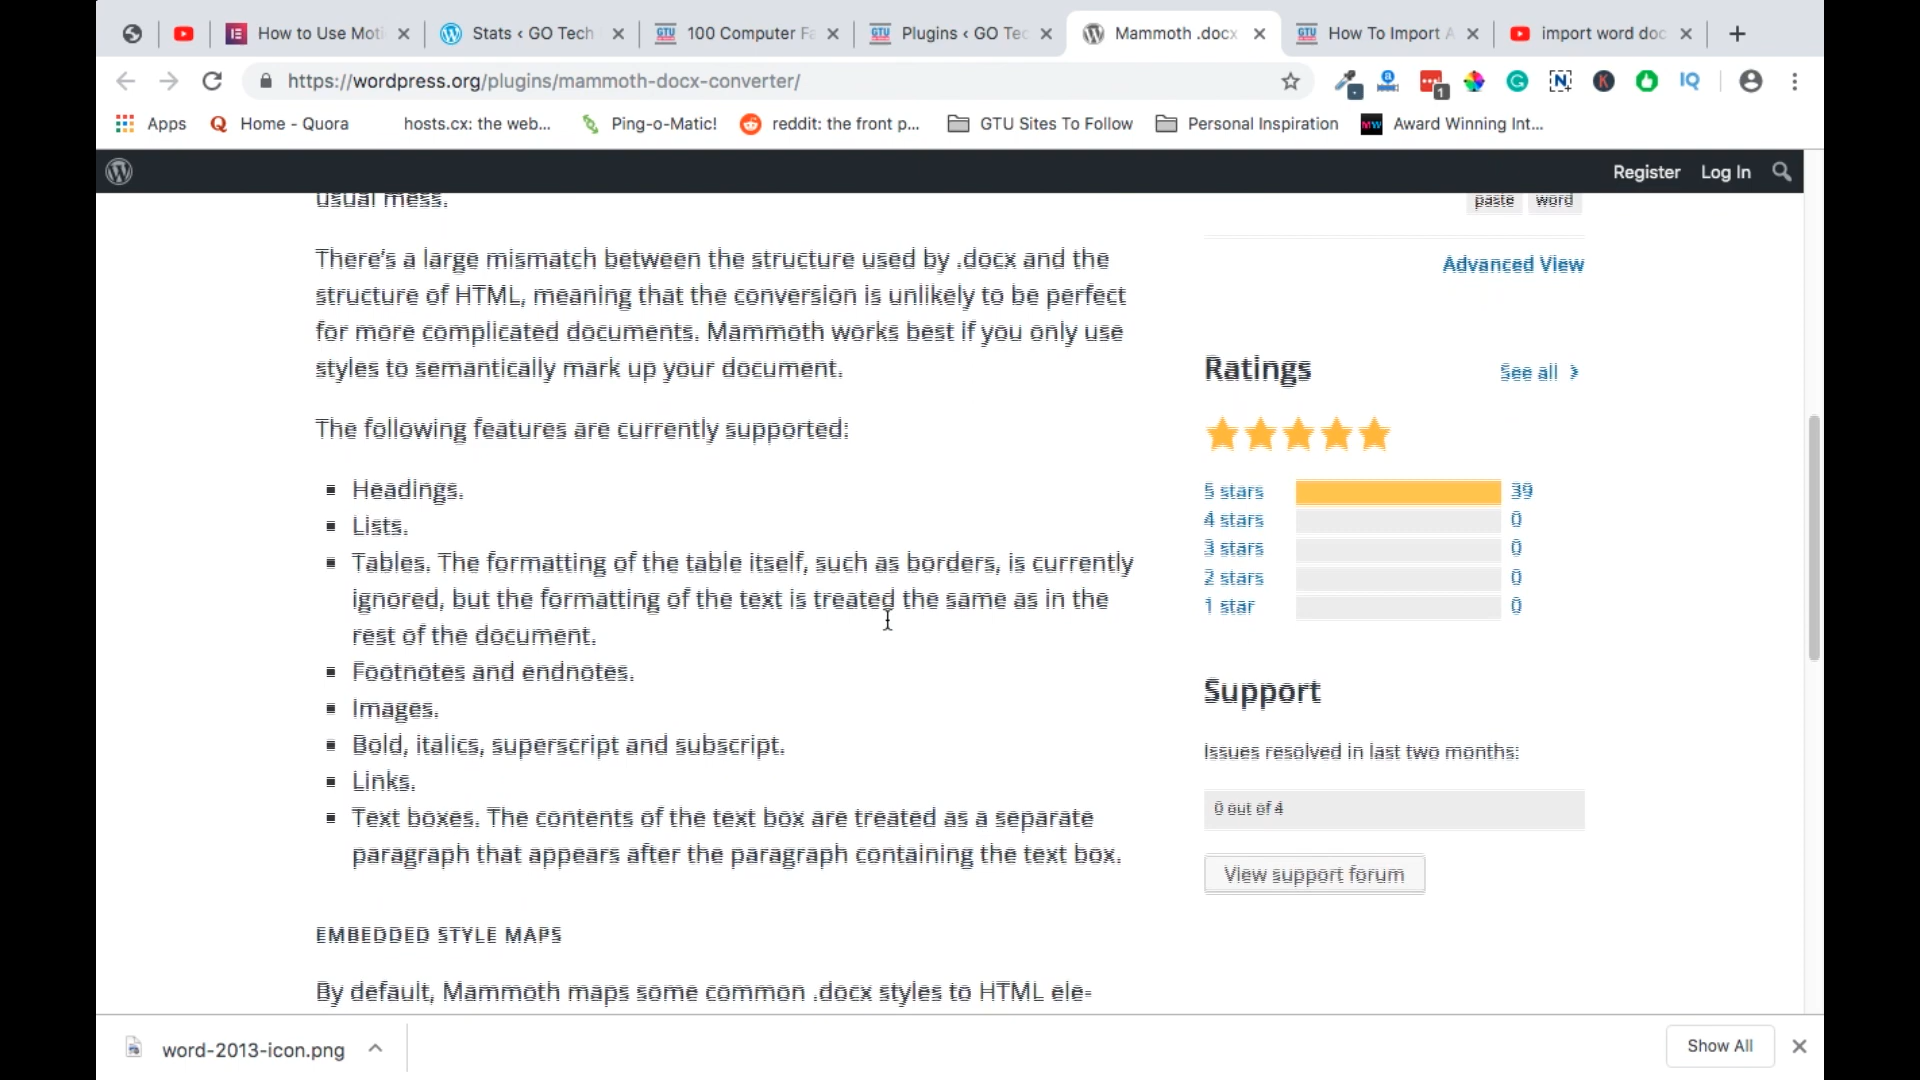 How to Use Moti
Stats ‹ GO Tech
GTU 100 Computer Fa
GTU Plugins ‹ GO Tec
Mammoth .docx
GTU How To Import A
import word doc
https://wordpress.org/plugins/mammoth-docx-converter/
1
IQ
Apps
Home - Quora
hosts.cx: the web...
Ping-o-Matic!
reddit: the front p...
GTU Sites To Follow
Personal Inspiration
MW Award Winning Int...
Register
Log In
usual mess.
There's a large mismatch between the structure used by .docx and the
structure of HTML, meaning that the conversion is unlikely to be perfect
for more complicated documents. Mammoth works best if you only use
styles to semantically mark up your document.
The following features are currently supported:
Headings.
Lists.
Tables. The formatting of the table itself, such as borders, is currently
ignored, but the formatting of the text is treated the same as in the
rest of the document.
Footnotes and endnotes.
Images.
Bold, italics, superscript and subscript.
Links.
Text boxes. The contents of the text box are treated as a separate
paragraph that appears after the paragraph containing the text box.
EMBEDDED STYLE MAPS
By default, Mammoth maps some common .docx styles to HTML ele-
paste word
Advanced View
Ratings
See all
5 stars 39
4 stars 0
3 stars 0
2 stars 0
1 star 0
Support
Issues resolved in last two months:
0 out of 4
View support forum
word-2013-icon.png
Show All